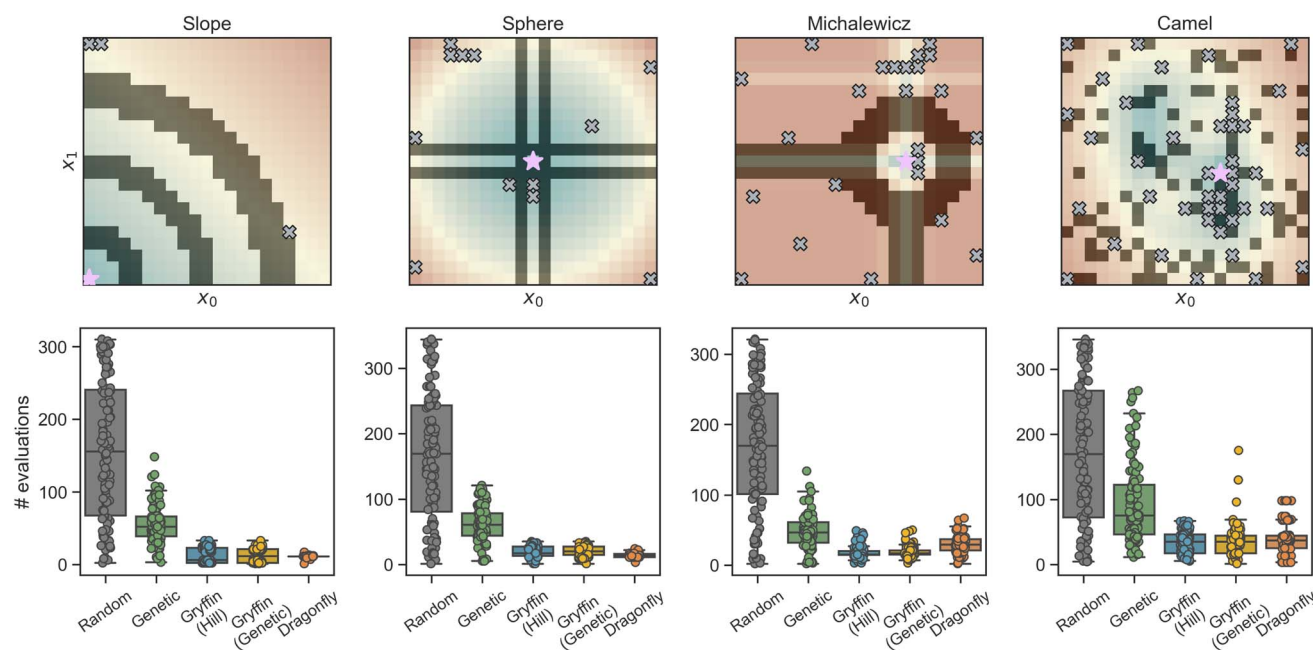 Slope
Sphere
Michalewicz
Camel
x₁
x₀
x₀
x₀
x₀
# evaluations
300
200
100
0
300
200
100
0
300
200
100
0
300
200
100
0
Random
Genetic
Gryffin
(Hill)
Gryffin
(Genetic)
Dragonfly
Random
Genetic
Gryffin
(Hill)
Gryffin
(Genetic)
Dragonfly
Random
Genetic
Gryffin
(Hill)
Gryffin
(Genetic)
Dragonfly
Random
Genetic
Gryffin
(Hill)
Gryffin
(Genetic)
Dragonfly